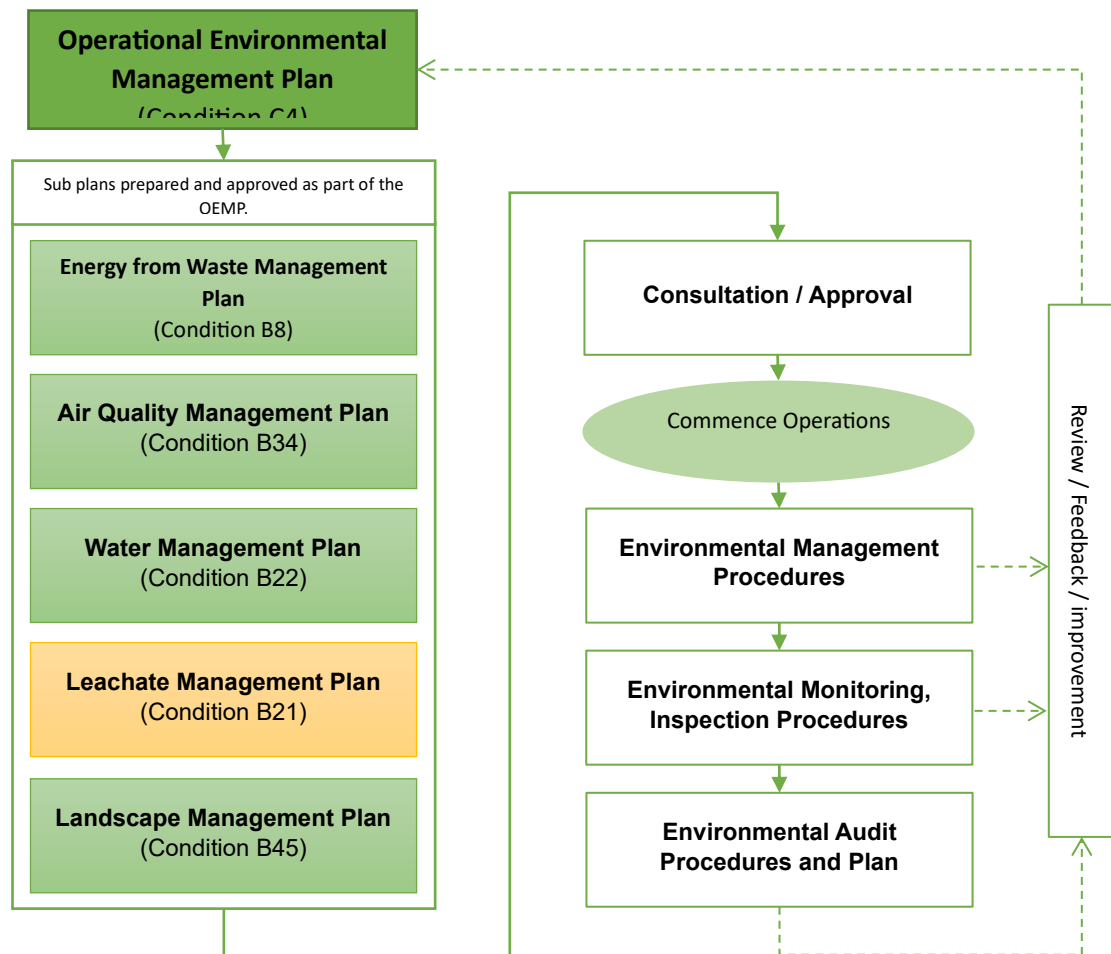 Operational Environmental
Management Plan
(Condition C4)
Sub plans prepared and approved as part of the
OEMP.
Energy from Waste Management
Plan
(Condition B8)
Air Quality Management Plan
(Condition B34)
Water Management Plan
(Condition B22)
Leachate Management Plan
(Condition B21)
Landscape Management Plan
(Condition B45)
Consultation / Approval
Commence Operations
Environmental Management
Procedures
Environmental Monitoring,
Inspection Procedures
Environmental Audit
Procedures and Plan
Review / Feedback / improvement